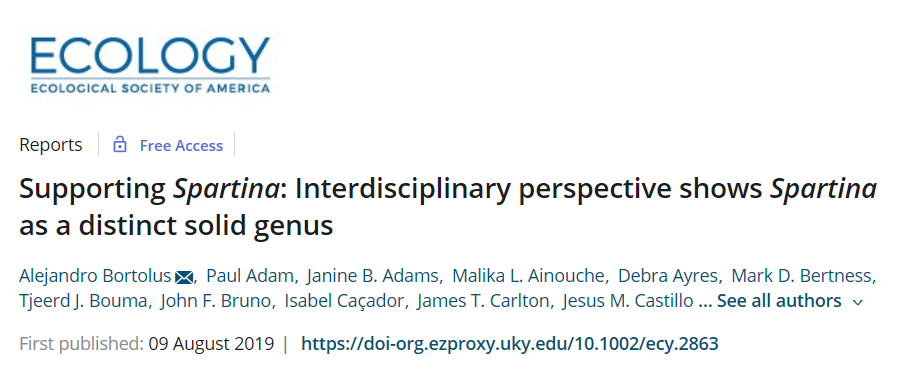 ECOLOGY
ECOLOGICAL SOCIETY OF AMERICA
Reports Free Access
Supporting Spartina: Interdisciplinary perspective shows Spartina
as a distinct solid genus
Alejandro Bortolus, Paul Adam, Janine B. Adams, Malika L. Ainouche, Debra Ayres, Mark D. Bertness,
Tjeerd J. Bouma, John F. Bruno, Isabel Caçador, James T. Carlton, Jesus M. Castillo ... See all authors
First published: 09 August 2019 | https://doi-org.ezproxy.uky.edu/10.1002/ecy.2863